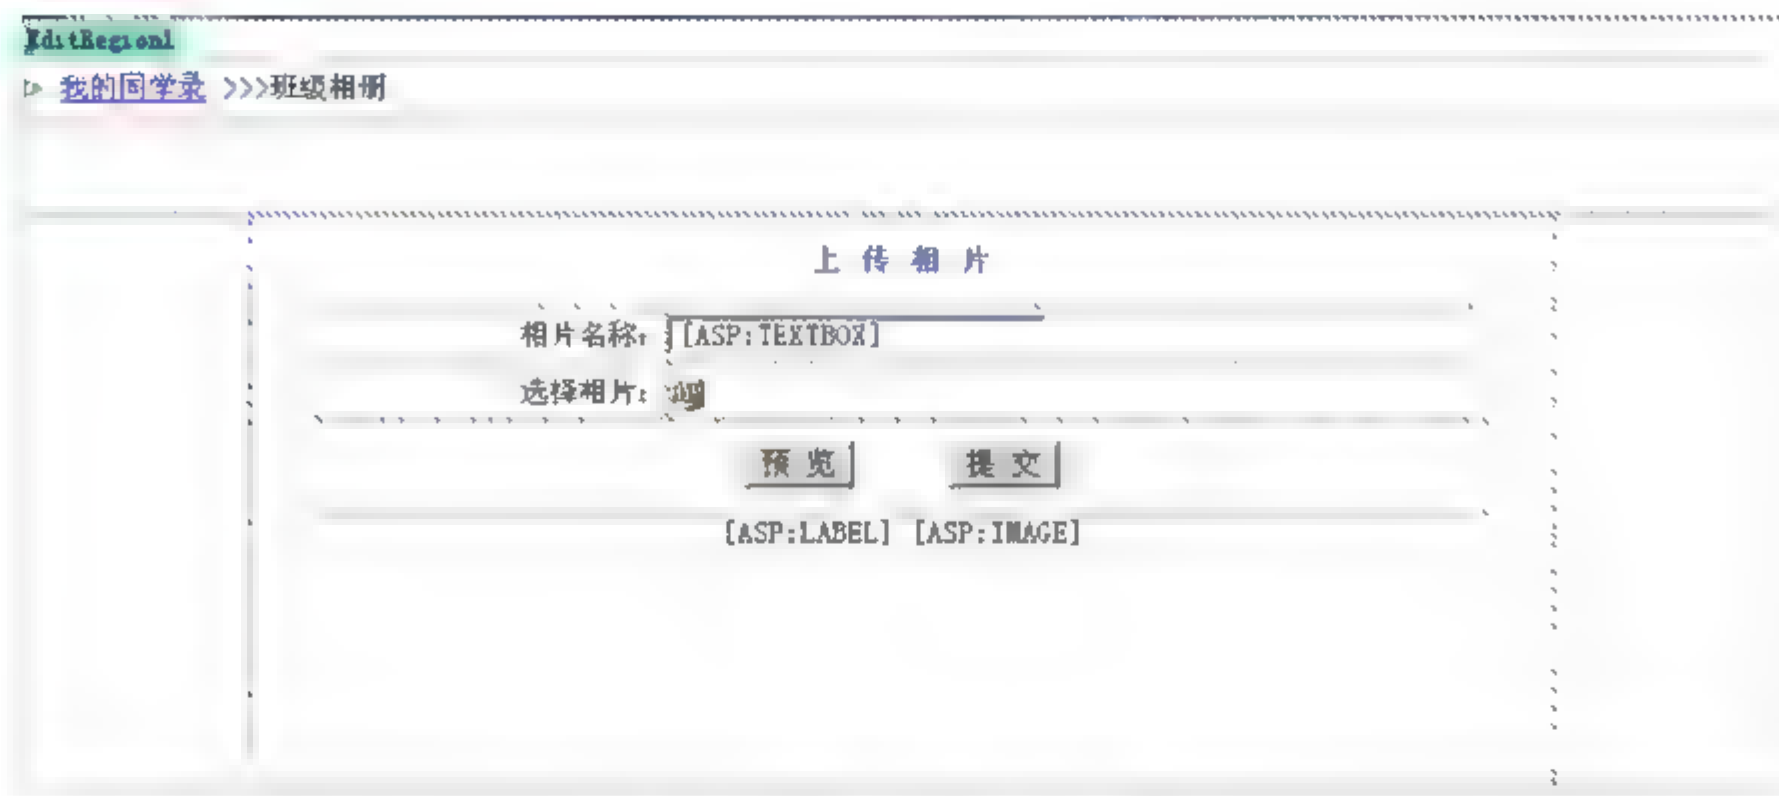 EditRegion1
我的同学录 >>>班级相册
上 传 相 片
相片名称: [ASP:TEXTBOX]
选择相片:
预 览 提 交
[ASP:LABEL] [ASP:IMAGE]